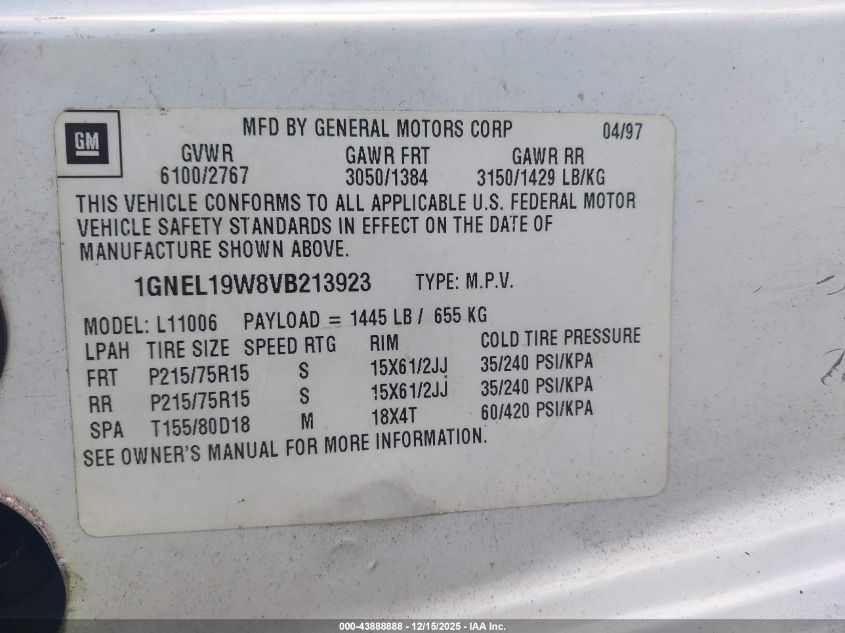 GM
MFD BY GENERAL MOTORS CORP 04/97
GVWR GAWR FRT GAWR RR
6100/2767 3050/1384 3150/1429 LB/KG
THIS VEHICLE CONFORMS TO ALL APPLICABLE U.S. FEDERAL MOTOR
VEHICLE SAFETY STANDARDS IN EFFECT ON THE DATE OF
MANUFACTURE SHOWN ABOVE.
1GNEL19W8VB213923 TYPE: M.P.V.
MODEL: L11006 PAYLOAD = 1445 LB / 655 KG
LPAH TIRE SIZE SPEED RTG RIM COLD TIRE PRESSURE
FRT P215/75R15 S 15X61/2JJ 35/240 PSI/KPA
RR P215/75R15 S 15X61/2JJ 35/240 PSI/KPA
SPA T155/80D18 M 18X4T 60/420 PSI/KPA
SEE OWNER'S MANUAL FOR MORE INFORMATION.
000-43888888 - 12/15/2025 - IAA Inc.